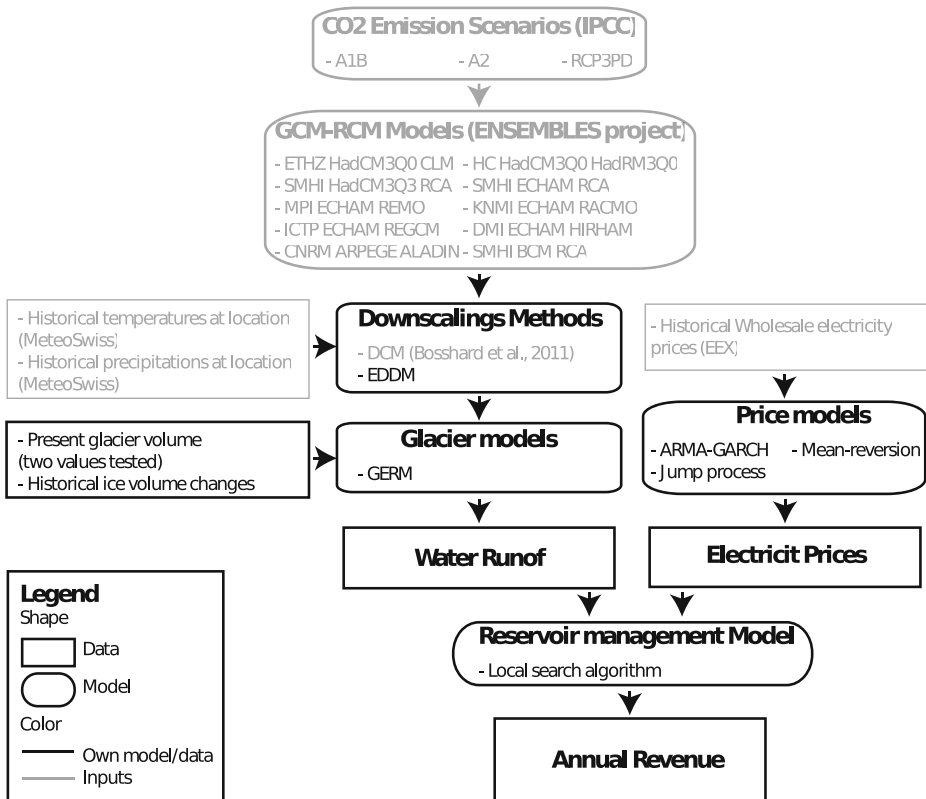 CO2 Emission Scenarios (IPCC)
- A1B - A2 - RCP3PD
GCM-RCM Models (ENSEMBLES project)
- ETHZ HadCM3Q0 CLM - HC HadCM3Q0 HadRM3Q0
- SMHI HadCM3Q3 RCA - SMHI ECHAM RCA
- MPI ECHAM REMO - KNMI ECHAM RACMO
- ICTP ECHAM REGCM - DMI ECHAM HIRHAM
- CNRM ARPEGE ALADIN - SMHI BCM RCA
- Historical temperatures at location
(MeteoSwiss)
- Historical precipitations at location
(MeteoSwiss)
Downscalings Methods
- DCM (Bosshard et al., 2011)
- EDDM
- Historical Wholesale electricity
prices (EEX)
- Present glacier volume
(two values tested)
- Historical ice volume changes
Glacier models
- GERM
Price models
- ARMA-GARCH - Mean-reversion
- Jump process
Water Runof
Electricit Prices
Reservoir management Model
- Local search algorithm
Annual Revenue
Legend
Shape
Data
Model
Color
Own model/data
Inputs